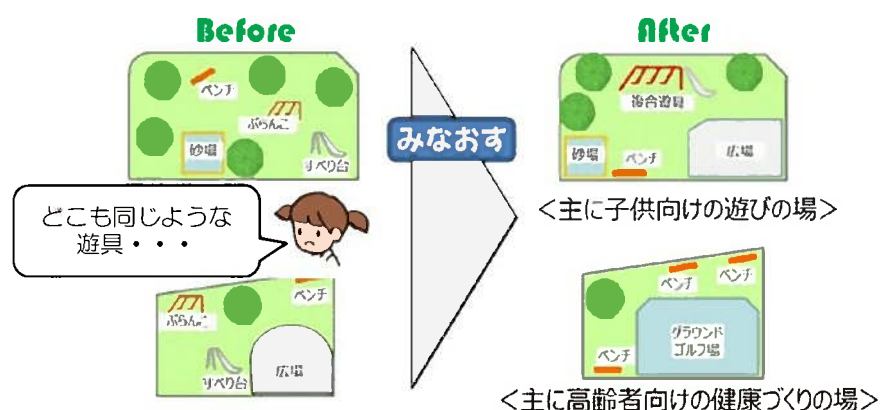 Before
ベンチ
ぶらんこ
砂場
すべり台
どこも同じような
遊具・・・
ベンチ
ぶらんこ
すべり台
広場
みなおす
After
複合遊具
砂場
ベンチ
広場
＜主に子供向けの遊びの場＞
ベンチ
ベンチ
グラウンド
ゴルフ場
ベンチ
＜主に高齢者向けの健康づくりの場＞